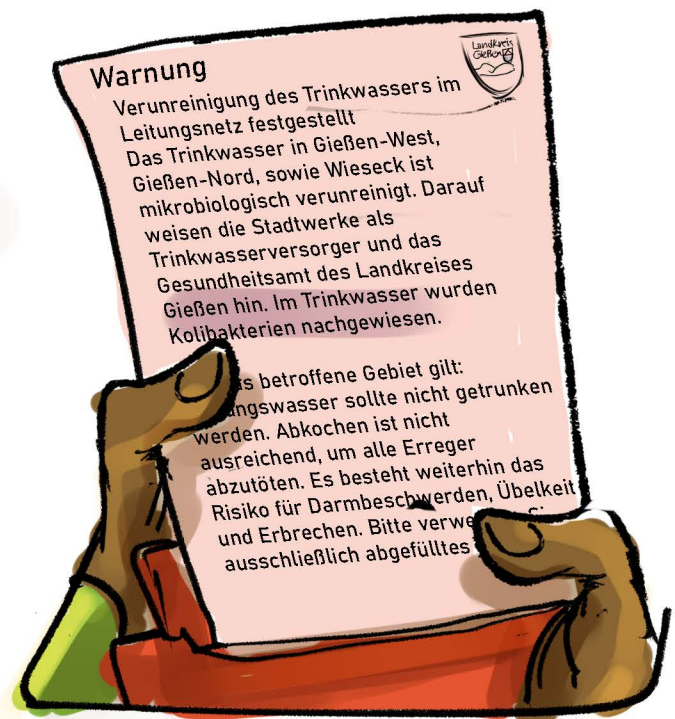 Warnung
Landkreis
Gießen
Verunreinigung des Trinkwassers im
Leitungsnetz festgestellt
Das Trinkwasser in Gießen-West,
Gießen-Nord, sowie Wieseck ist
mikrobiologisch verunreinigt. Darauf
weisen die Stadtwerke als
Trinkwasserversorger und das
Gesundheitsamt des Landkreises
Gießen hin. Im Trinkwasser wurden
Kolibakterien nachgewiesen.
betroffene Gebiet gilt:
sollte nicht getrunken
werden. Abkochen ist nicht
ausreichend, um alle Erreger
abzutöten. Es besteht weiterhin das
Risiko für Darmbeschwerden, Übelkeit
und Erbrechen. Bitte
ausschließlich abgefülltes